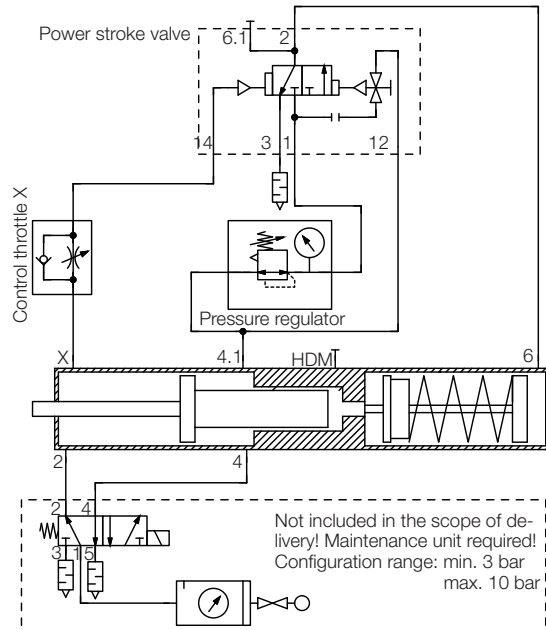 6.1 2
Power stroke valve
14 3 1 12
Control throttle X
Pressure regulator
X 4.1 HDM 6
2 4
2 4
3 1 5
Not included in the scope of de-
livery! Maintenance unit required!
Configuration range: min. 3 bar
max. 10 bar